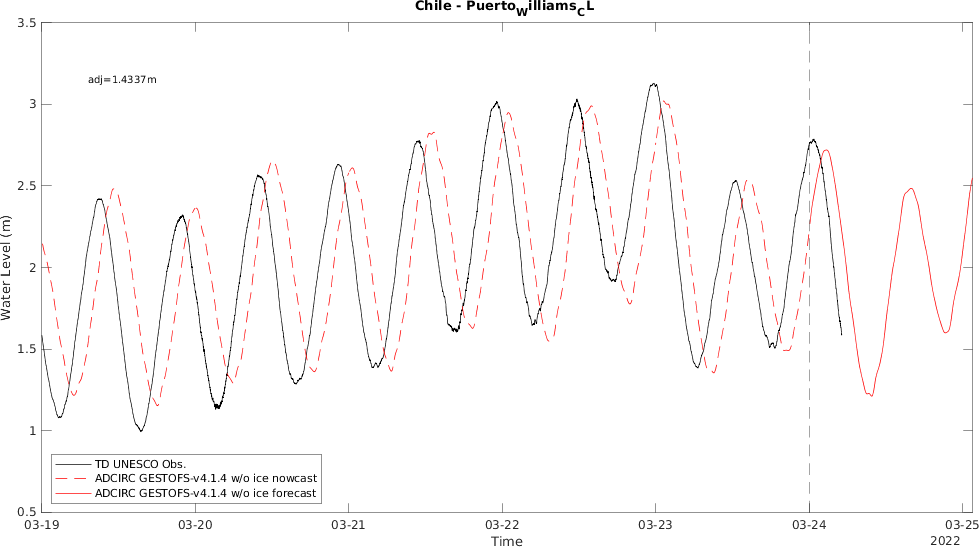 Chile - Puerto_Williams_CL
3.5
adj=1.4337m
3
2.5
2
1.5
1
0.5
Water Level (m)
TD UNESCO Obs.
ADCIRC GESTOFS-v4.1.4 w/o ice nowcast
ADCIRC GESTOFS-v4.1.4 w/o ice forecast
03-19 03-20 03-21 03-22 03-23 03-24 03-25
Time
2022